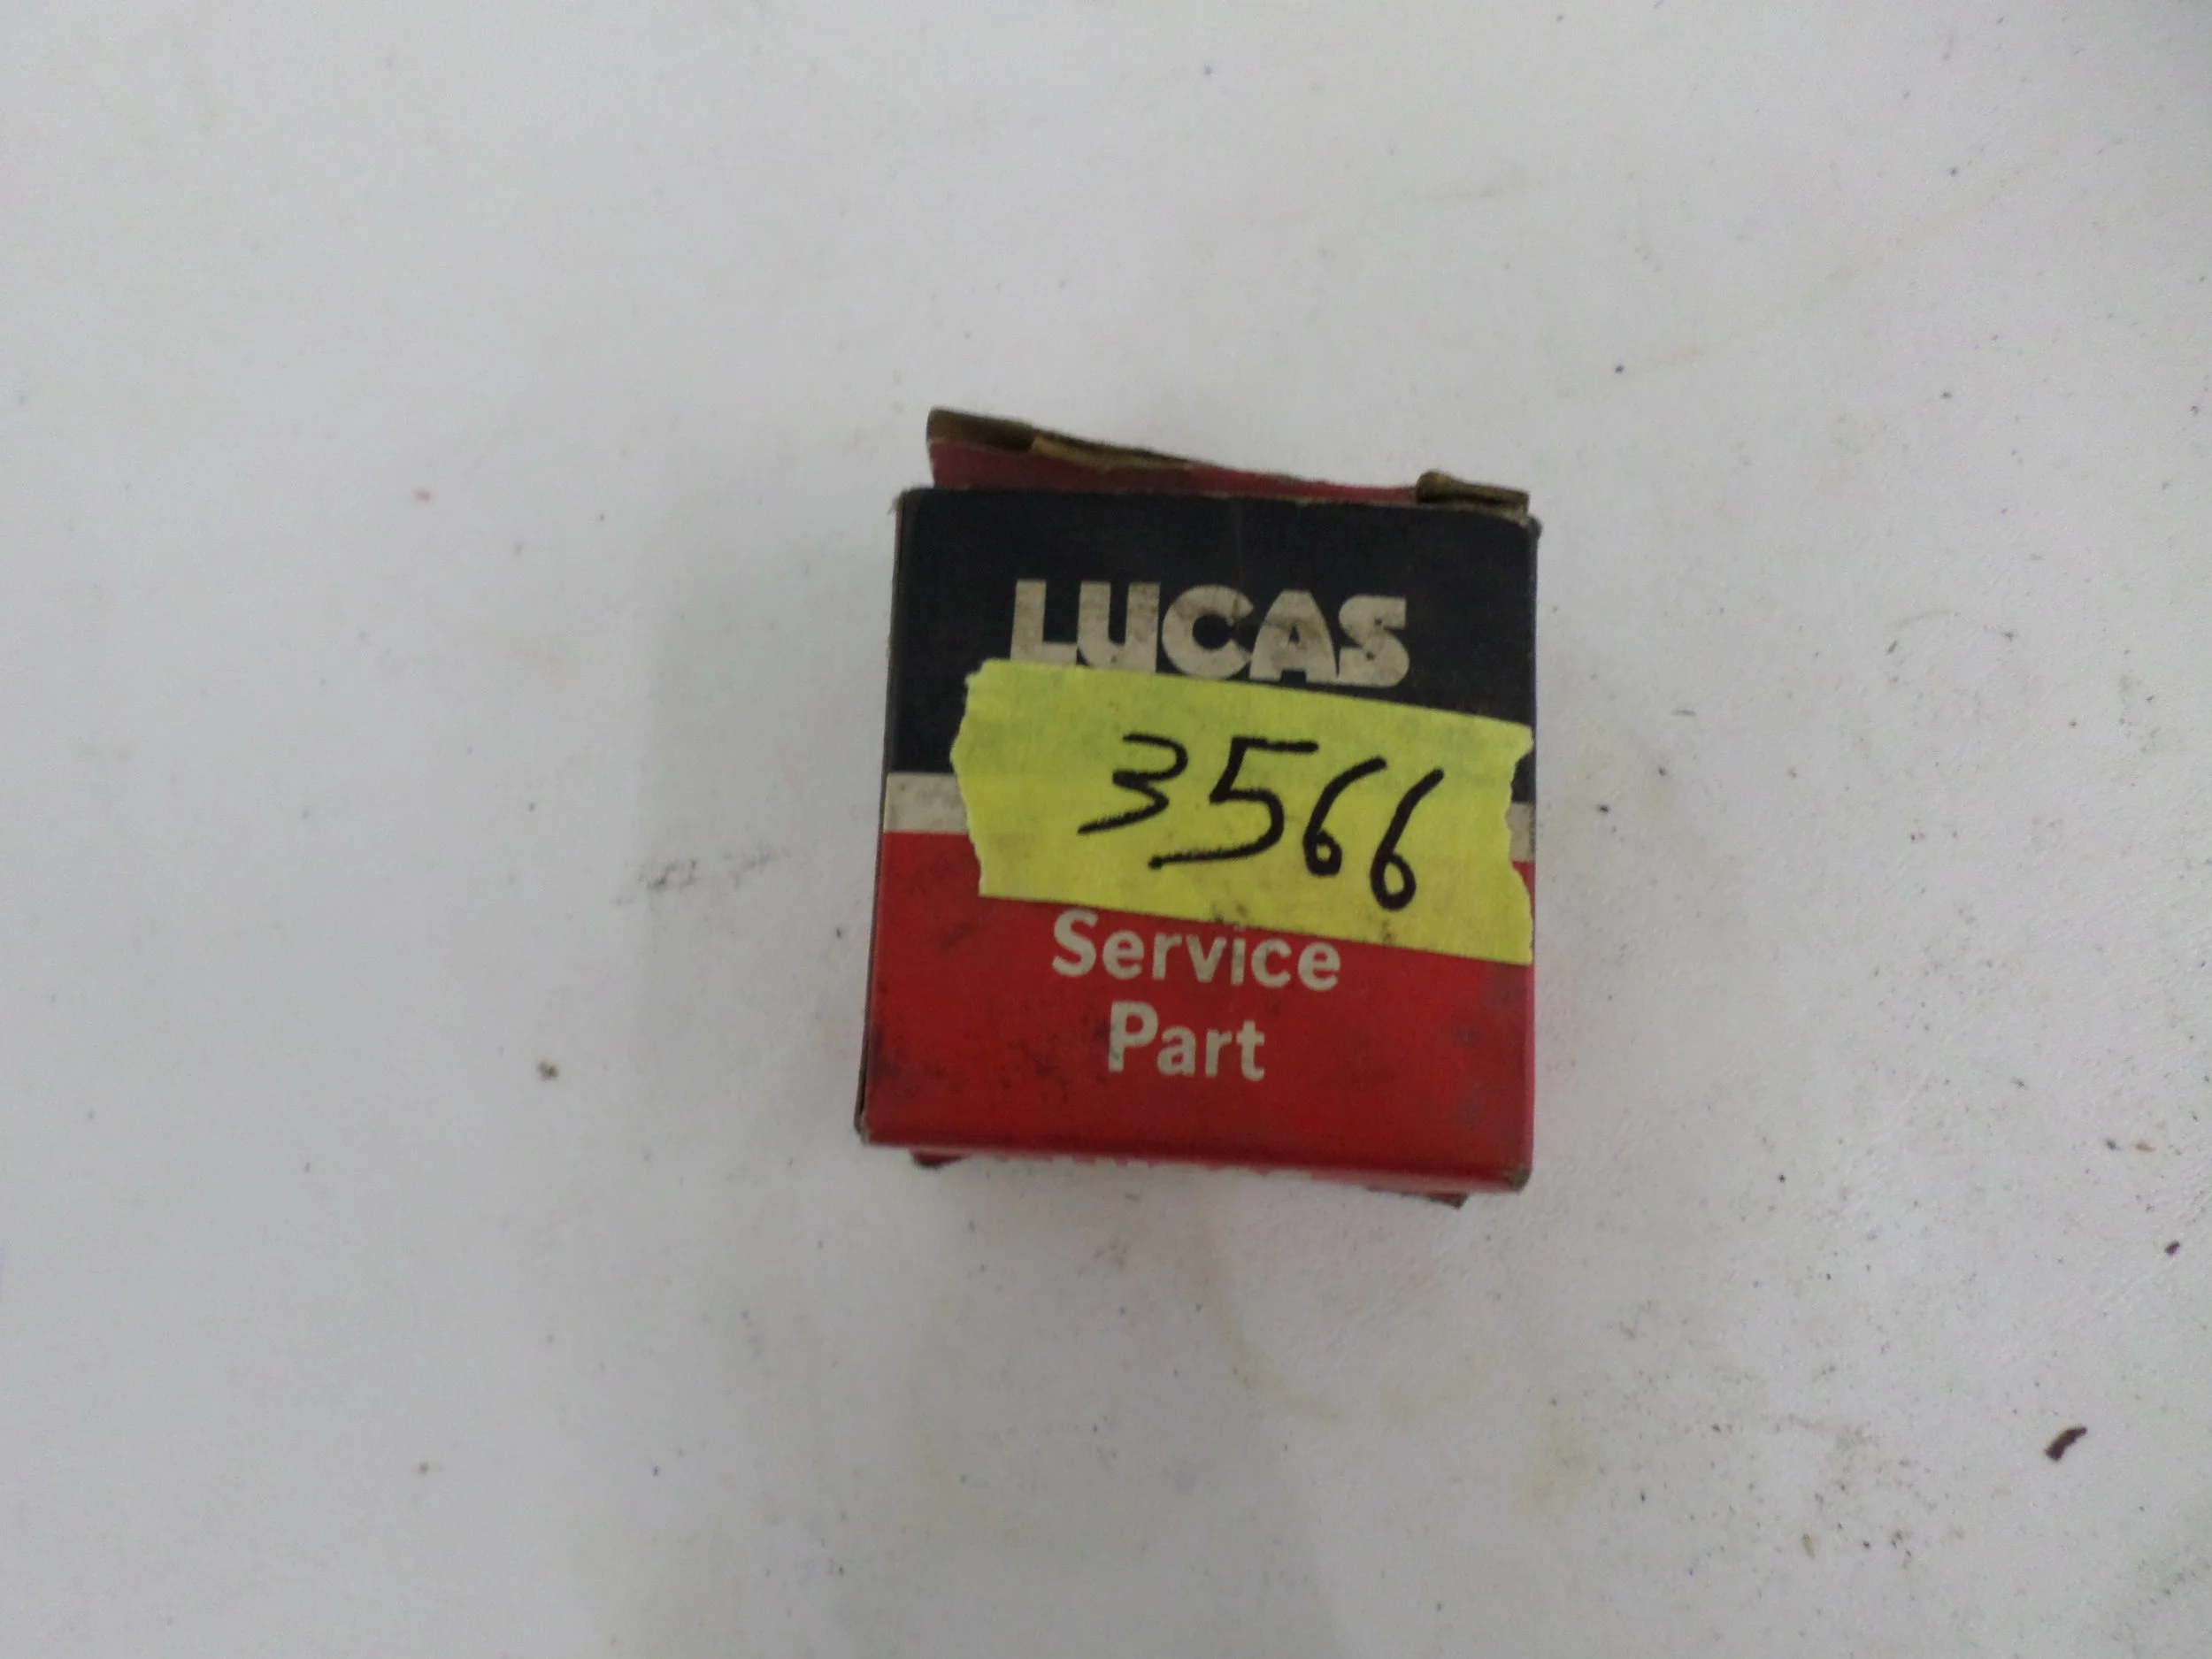 LUCAS
3566
Service
Part